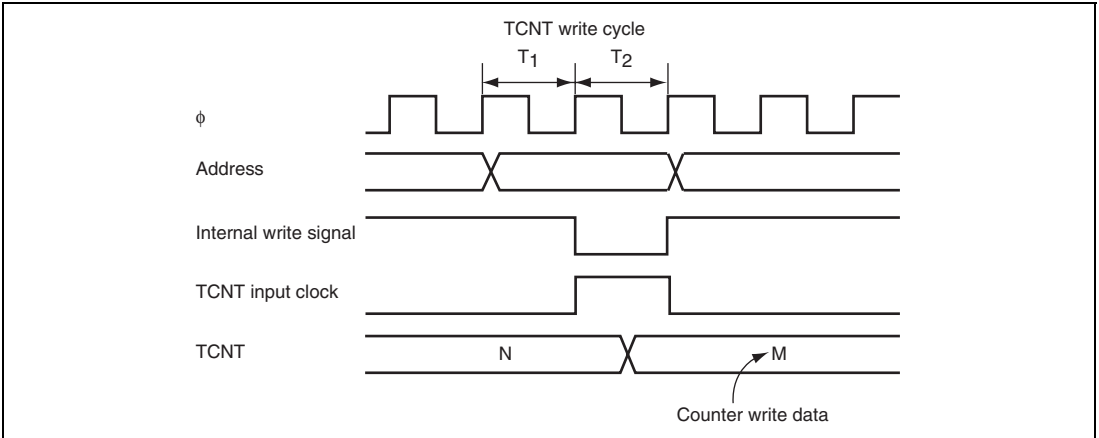 TCNT write cycle
T1 T2
ϕ
Address
Internal write signal
TCNT input clock
TCNT N M
Counter write data